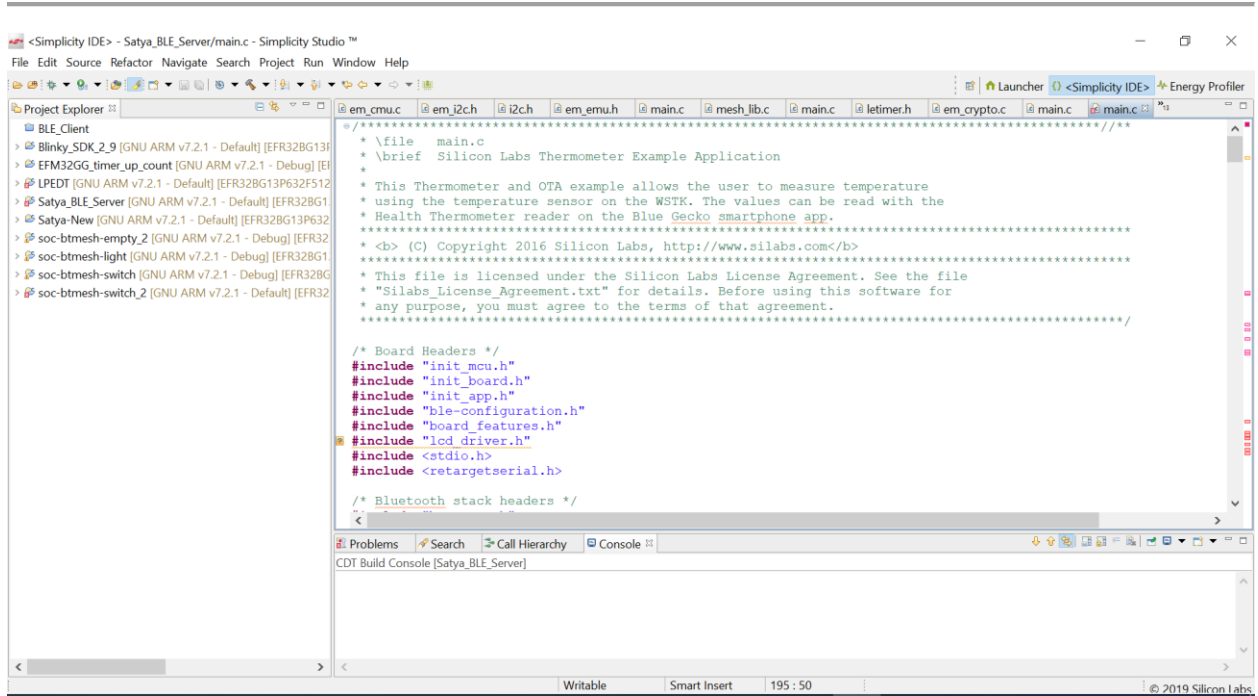 <Simplicity IDE> - Satya_BLE_Server/main.c - Simplicity Studio ™
File Edit Source Refactor Navigate Search Project Run Window Help
Launcher <Simplicity IDE> Energy Profiler
Project Explorer
BLE_Client
Blinky_SDK_2_9 [GNU ARM v7.2.1 - Default] [EFR32BG13F
EFM32GG_timer_up_count [GNU ARM v7.2.1 - Debug] [EF
LPEDT [GNU ARM v7.2.1 - Default] [EFR32BG13P632F512
Satya_BLE_Server [GNU ARM v7.2.1 - Default] [EFR32BG1
Satya-New [GNU ARM v7.2.1 - Default] [EFR32BG13P632
soc-btmesh-empty_2 [GNU ARM v7.2.1 - Debug] [EFR32
soc-btmesh-light [GNU ARM v7.2.1 - Debug] [EFR32BG1
soc-btmesh-switch [GNU ARM v7.2.1 - Debug] [EFR32BG
soc-btmesh-switch_2 [GNU ARM v7.2.1 - Default] [EFR32
em_cmu.c em_i2c.h i2c.h em_emu.h main.c mesh_lib.c main.c letimer.h em_crypto.c main.c main.c »13
/***********************************************************************************************//**
* \file   main.c
* \brief  Silicon Labs Thermometer Example Application
*
* This Thermometer and OTA example allows the user to measure temperature
* using the temperature sensor on the WSTK. The values can be read with the
* Health Thermometer reader on the Blue Gecko smartphone app.
***************************************************************************************************
* <b> (C) Copyright 2016 Silicon Labs, http://www.silabs.com</b>
***************************************************************************************************
* This file is licensed under the Silicon Labs License Agreement. See the file
* "Silabs_License_Agreement.txt" for details. Before using this software for
* any purpose, you must agree to the terms of that agreement.
**************************************************************************************************/
/* Board Headers */
#include "init_mcu.h"
#include "init_board.h"
#include "init_app.h"
#include "ble-configuration.h"
#include "board_features.h"
#include "lcd_driver.h"
#include <stdio.h>
#include <retargetserial.h>
/* Bluetooth stack headers */
Problems Search Call Hierarchy Console
CDT Build Console [Satya_BLE_Server]
Writable Smart Insert 195 : 50
© 2019 Silicon Labs